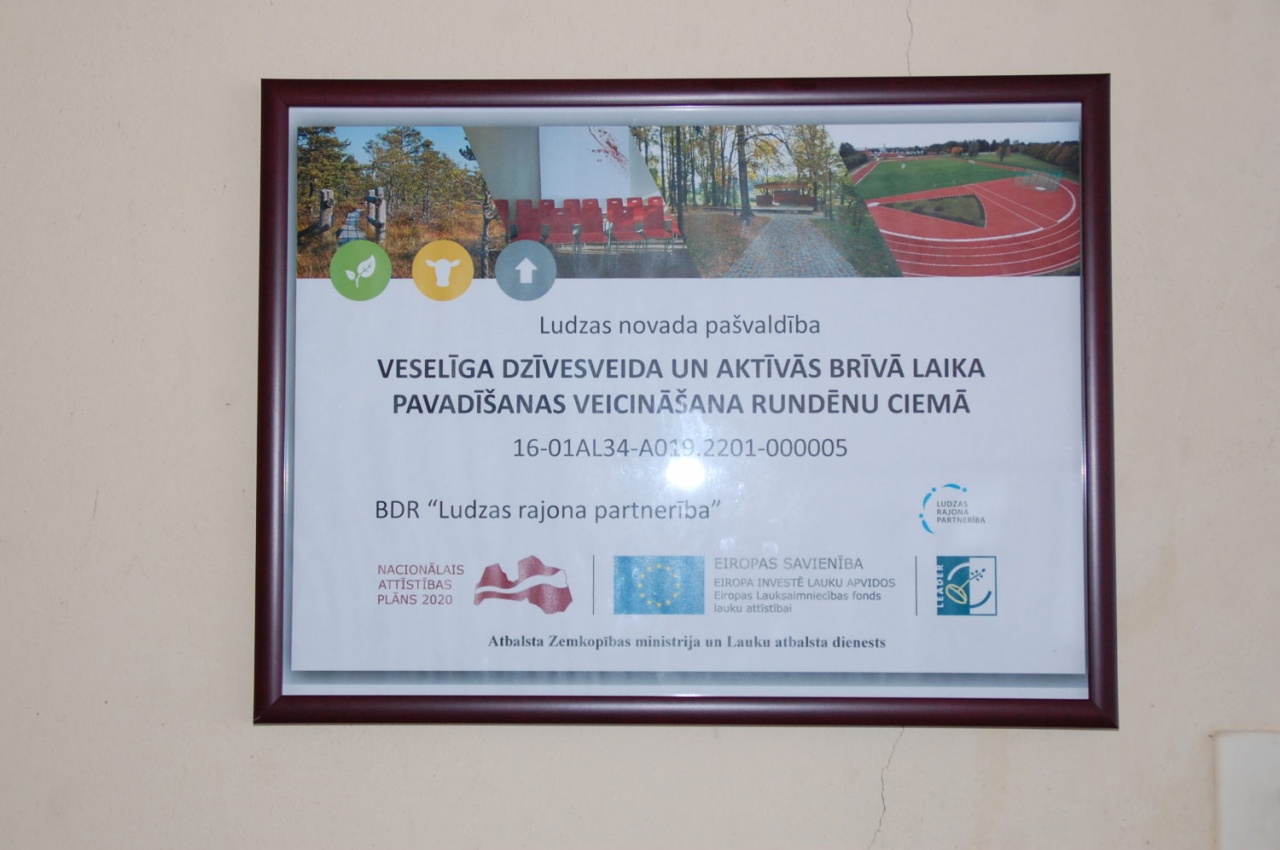 Ludzas novada pašvaldība
VESELĪGA DZĪVESVEIDA UN AKTĪVĀS BRĪVĀ LAIKA
PAVADĪŠANAS VEICINĀŠANA RUNDĒNU CIEMĀ
16-01AL34-A019.2201-000005
BDR “Ludzas rajona partnerība”
LUDZAS
RAJONA
PARTNERĪBA
NACIONĀLAIS
ATTĪSTĪBAS
PLĀNS 2020
EIROPAS SAVIENĪBA
EIROPA INVESTĒ LAUKU APVIDOS
Eiropas Lauksaimniecības fonds
lauku attīstībai
LEADER
Atbalsta Zemkopības ministrija un Lauku atbalsta dienests